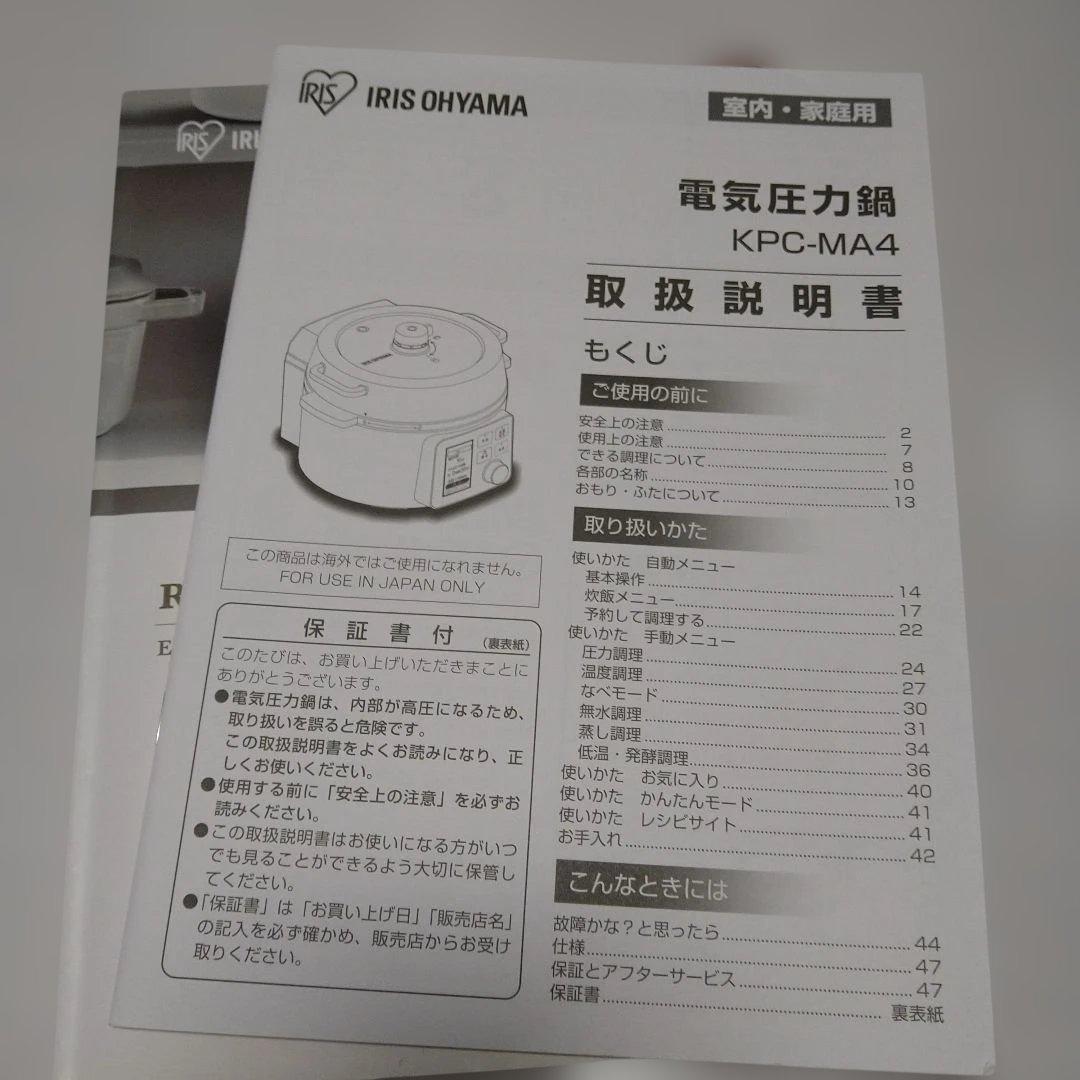 IRIS
IRIS OHYAMA
室内・家庭用
電気圧力鍋
KPC-MA4
取扱説明書
もくじ
ご使用の前に
安全上の注意 2
使用上の注意 7
できる調理について 8
各部の名称 10
おもり・ふたについて 13
取り扱いかた
使いかた 自動メニュー
基本操作 14
炊飯メニュー 17
予約して調理する 22
使いかた 手動メニュー
圧力調理 24
温度調理 27
なべモード 30
無水調理 31
蒸し調理 34
低温・発酵調理 36
使いかた お気に入り 40
使いかた かんたんモード 41
使いかた レシピサイト 41
お手入れ 42
こんなときには
故障かな?と思ったら 44
仕様 47
保証とアフターサービス 47
保証書 裏表紙
この商品は海外ではご使用になれません。
FOR USE IN JAPAN ONLY
保証書付(裏表紙)
このたびは、お買い上げいただきまことに
ありがとうございます。
●電気圧力鍋は、内部が高圧になるため、
取り扱いを誤ると危険です。
この取扱説明書をよくお読みになり、正
しくお使いください。
●使用する前に「安全上の注意」を必ずお
読みください。
●この取扱説明書はお使いになる方がいつ
でも見ることができるよう大切に保管し
てください。
●「保証書」は「お買い上げ日」「販売店名」
の記入を必ず確かめ、販売店からお受け
取りください。
IRIS
R
E